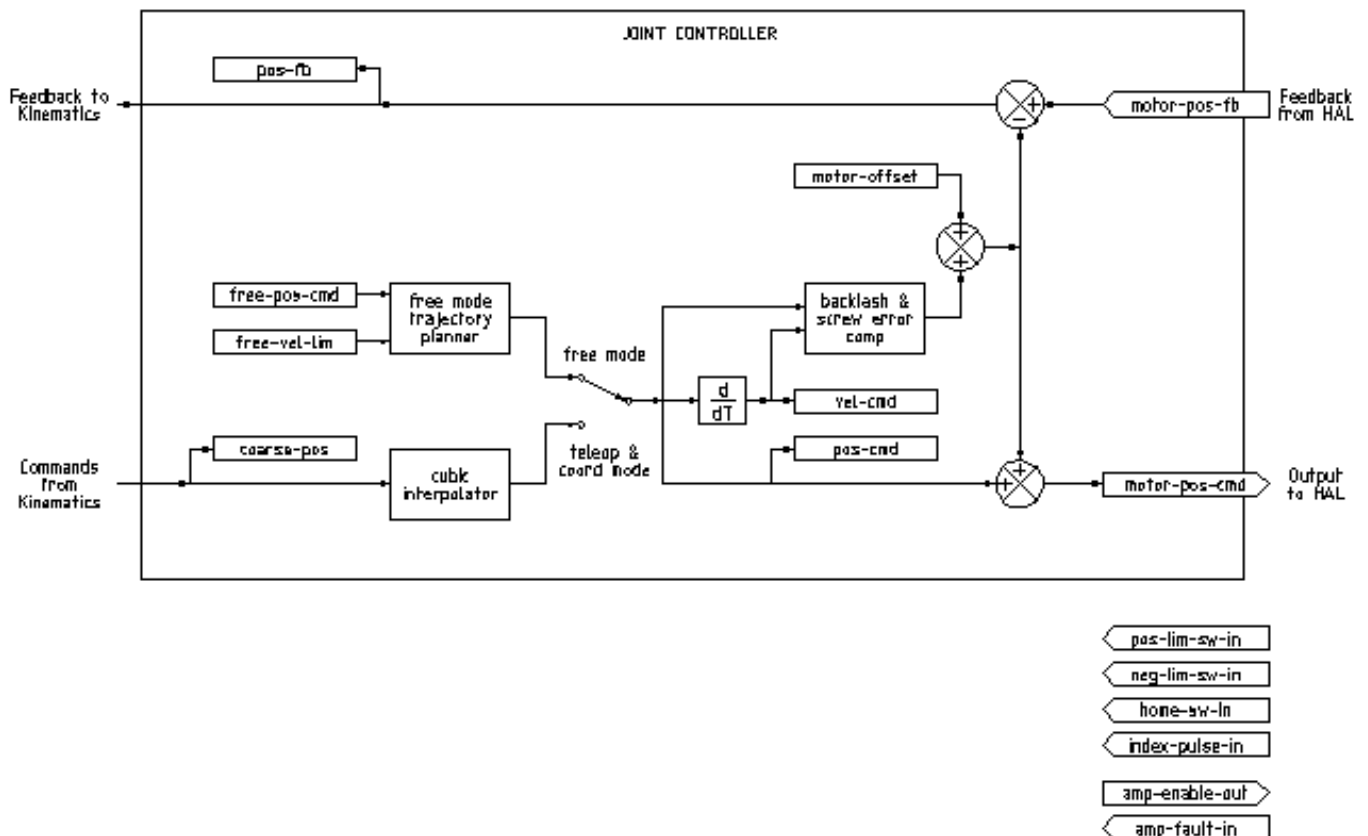 JOINT CONTROLLER
pos-fb
Feedback to
Kinematics
motor-pos-fb
Feedback
from HAL
+
-
motor-offset
+
+
free-pos-cmd
free-vel-lim
free mode
trajectory
planner
backlash &
screw error
comp
free mode
d
dT
vel-cmd
coarse-pos
teleop &
coord mode
pos-cmd
Commands
from
Kinematics
cubic
interpolator
+
+
motor-pos-cmd
Output
to HAL
pos-lim-sw-in
neg-lim-sw-in
home-sw-in
index-pulse-in
amp-enable-out
amp-fault-in